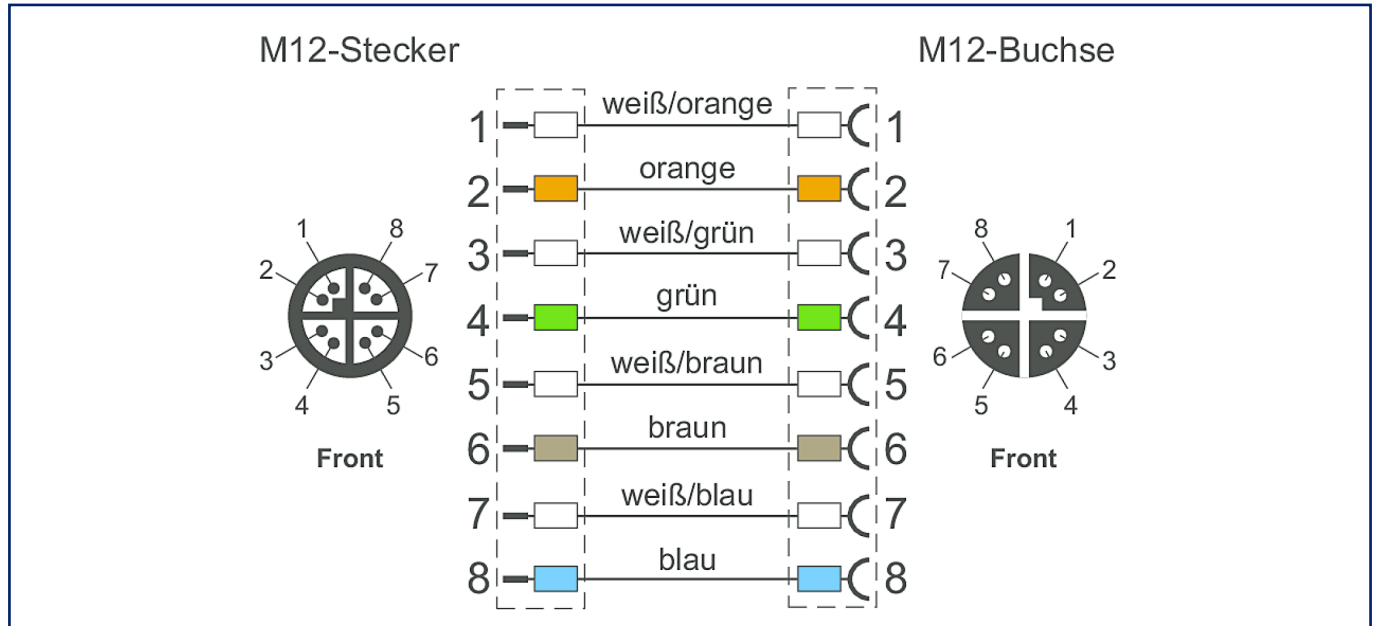 M12-Stecker
M12-Buchse
1 weiß/orange 1
2 orange 2
3 weiß/grün 3
4 grün 4
5 weiß/braun 5
6 braun 6
7 weiß/blau 7
8 blau 8
1 8
2 7
3 6
4 5
Front
8 1
7 2
6 3
5 4
Front